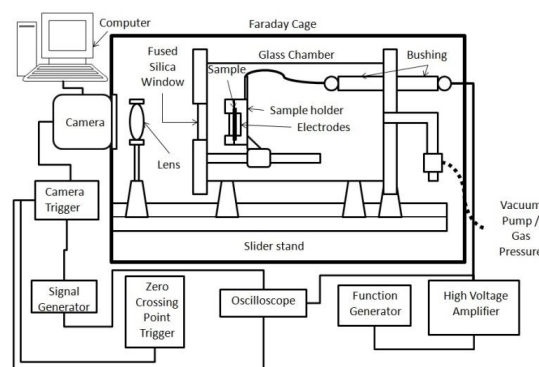 Computer
Faraday Cage
Fused
Silica
Window
Glass Chamber
Bushing
Sample
Camera
Sample holder
Electrodes
Lens
Camera
Trigger
Vacuum
Pump /
Gas
Pressure
Slider stand
Signal
Generator
Zero
Crossing
Point
Trigger
Oscilloscope
Function
Generator
High Voltage
Amplifier